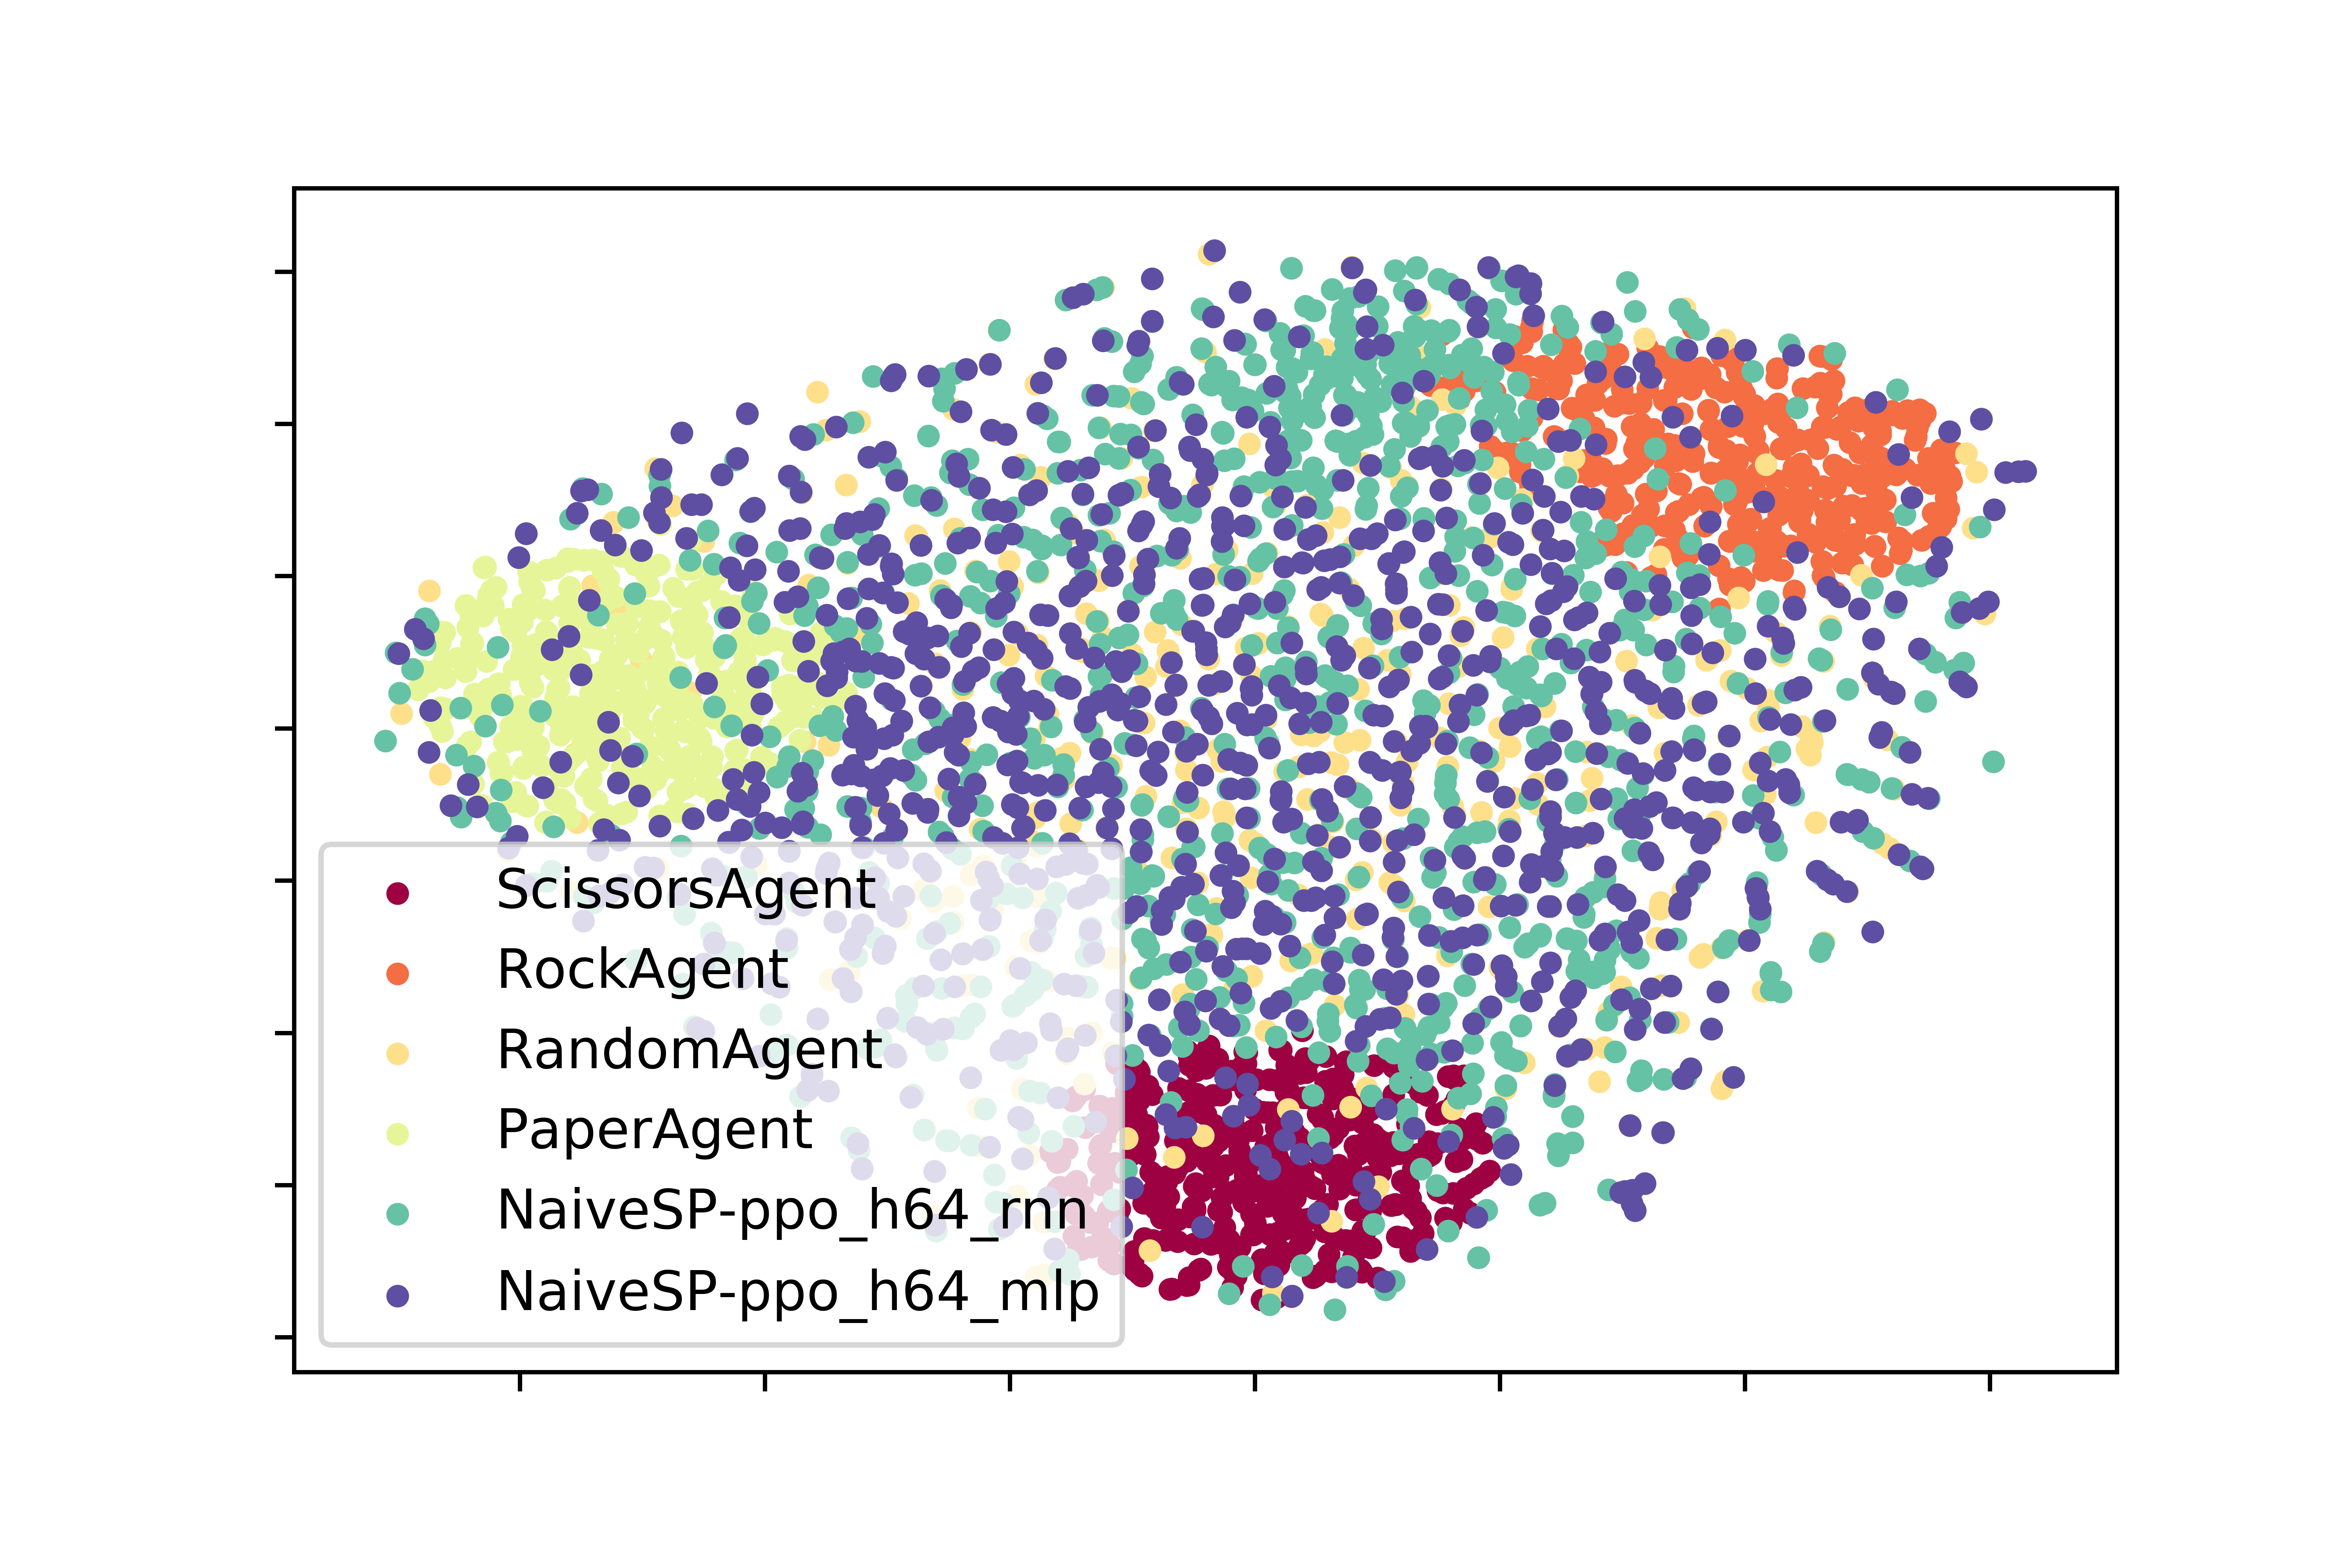 ScissorsAgent
RockAgent
RandomAgent
PaperAgent
NaiveSP-ppo_h64_rnn
NaiveSP-ppo_h64_mlp